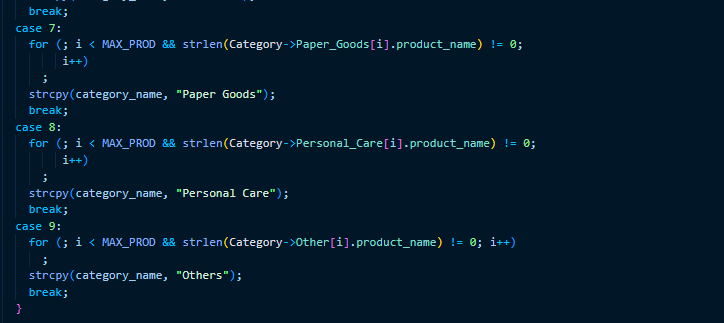 break;
case 7:
for (; i < MAX_PROD && strlen(Category->Paper_Goods[i].product_name) != 0;
i++)
;
strcpy(category_name, "Paper Goods");
break;
case 8:
for (; i < MAX_PROD && strlen(Category->Personal_Care[i].product_name) != 0;
i++)
;
strcpy(category_name, "Personal Care");
break;
case 9:
for (; i < MAX_PROD && strlen(Category->Other[i].product_name) != 0; i++)
;
strcpy(category_name, "Others");
break;
}